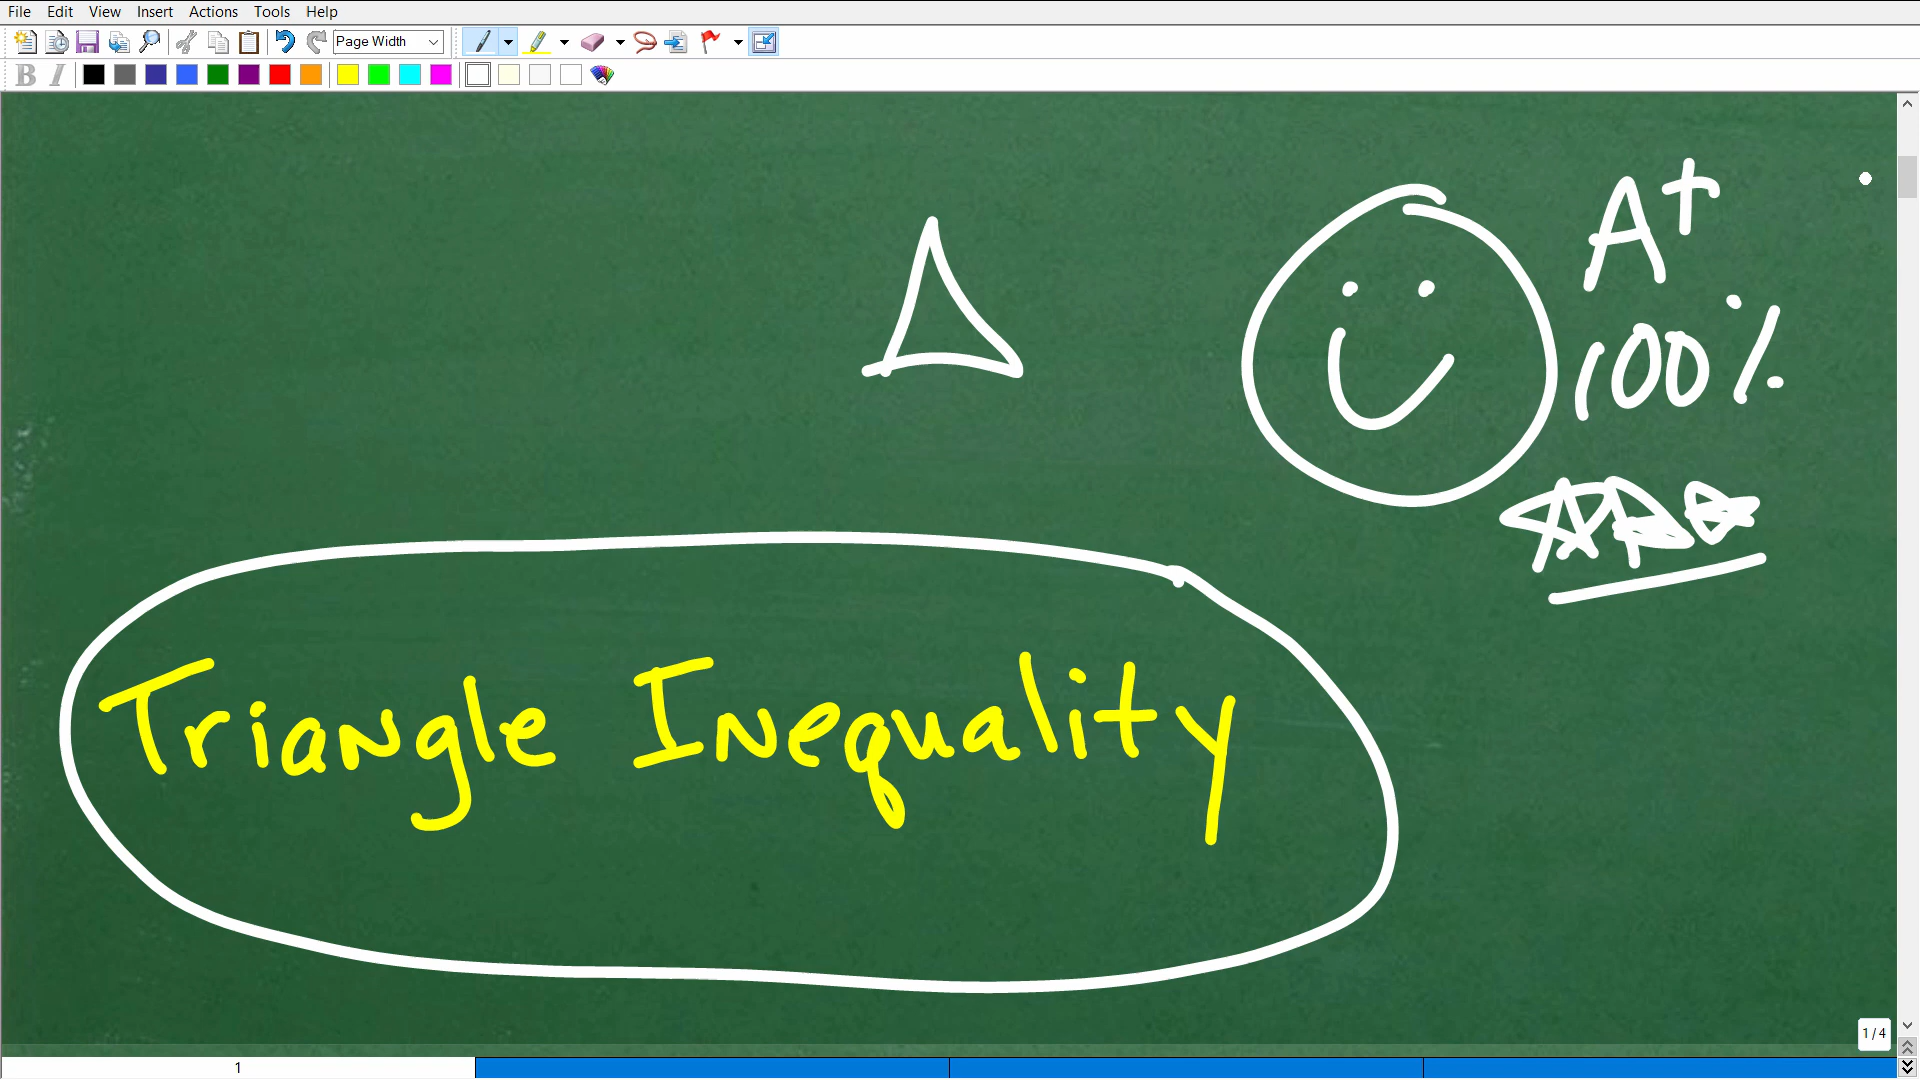 File Edit View Insert Actions Tools Help
Page Width
B I
A+
100%
Triangle Inequality
1 / 4
1